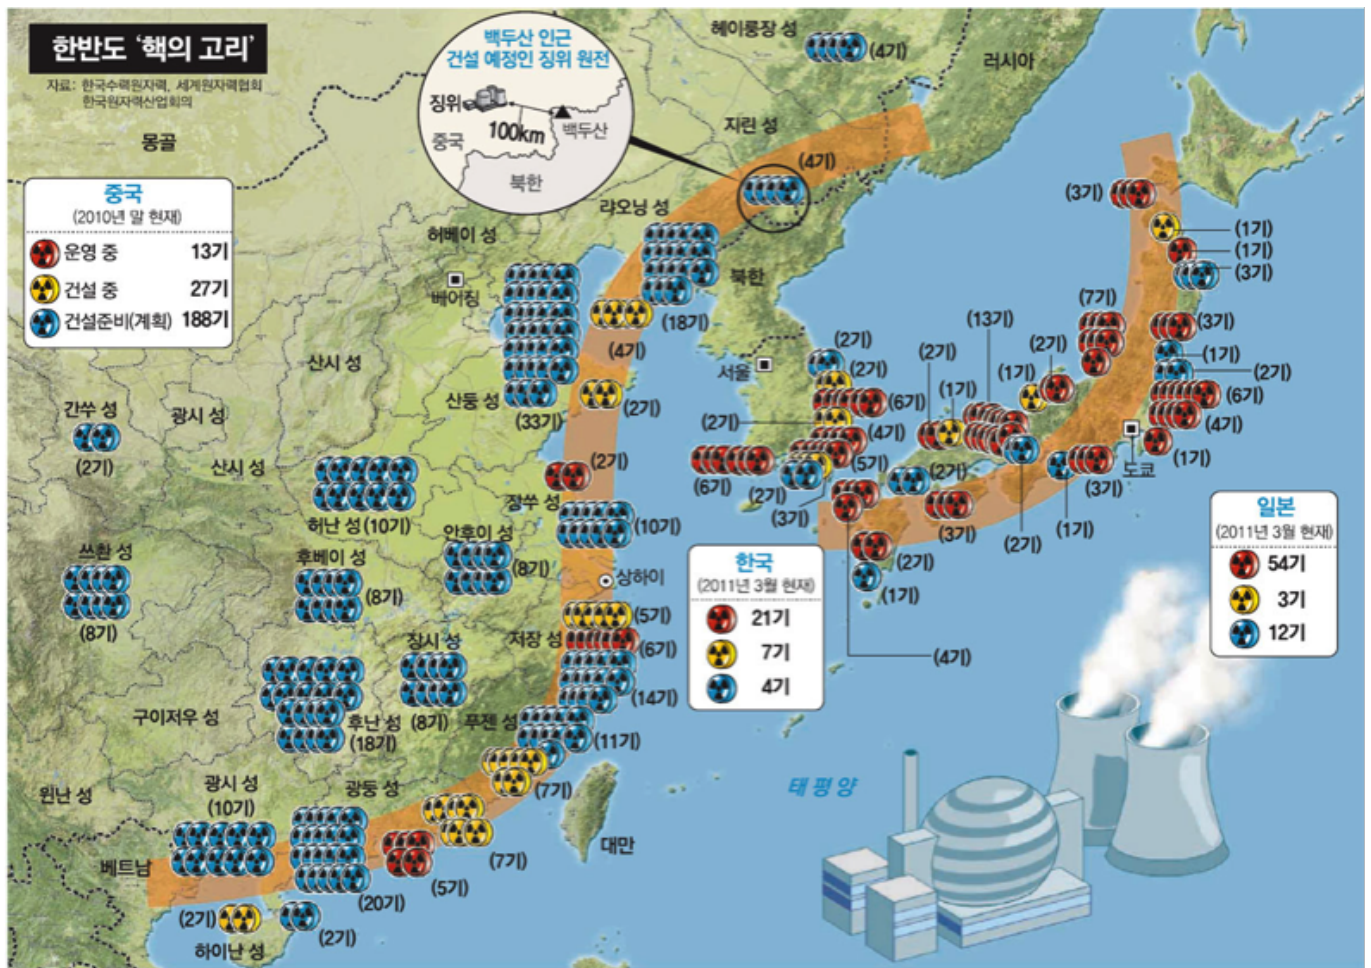 한반도 '핵의 고리'
자료: 한국수력원자력, 세계원자력협회
한국원자력산업회의
백두산 인근
건설 예정인 징위 원전
징위
100km
백두산
중국
북한
중국
(2010년 말 현재)
운영 중 13기
건설 중 27기
건설준비(계획) 188기
한국
(2011년 3월 현재)
21기
7기
4기
일본
(2011년 3월 현재)
54기
3기
12기
몽골
헤이룽장 성
(4기)
러시아
지린 성
(4기)
랴오닝 성
(18기)
허베이 성
베이징
북한
(4기)
산시 성
산둥 성
(33기)
(2기)
간쑤 성
(2기)
광시 성
산시 성
(2기)
장쑤 성
허난 성(10기)
안후이 성
(8기)
(10기)
쓰촨 성
(8기)
후베이 성
(8기)
상하이
(5기)
저장 성
(6기)
(14기)
장시 성
(8기)
구이저우 성
후난 성
(18기)
푸젠 성
(11기)
(7기)
윈난 성
광시 성
(10기)
광둥 성
(7기)
(5기)
(20기)
베트남
(2기)
(2기)
하이난 성
대만
태평양
서울
(2기)
(2기)
(6기)
(2기)
(4기)
(5기)
(6기)
(2기)
(3기)
(3기)
(1기)
(1기)
(3기)
(7기)
(3기)
(1기)
(2기)
(6기)
(4기)
(1기)
도쿄
(13기)
(2기)
(1기)
(2기)
(1기)
(2기)
(3기)
(1기)
(2기)
(3기)
(2기)
(1기)
(4기)